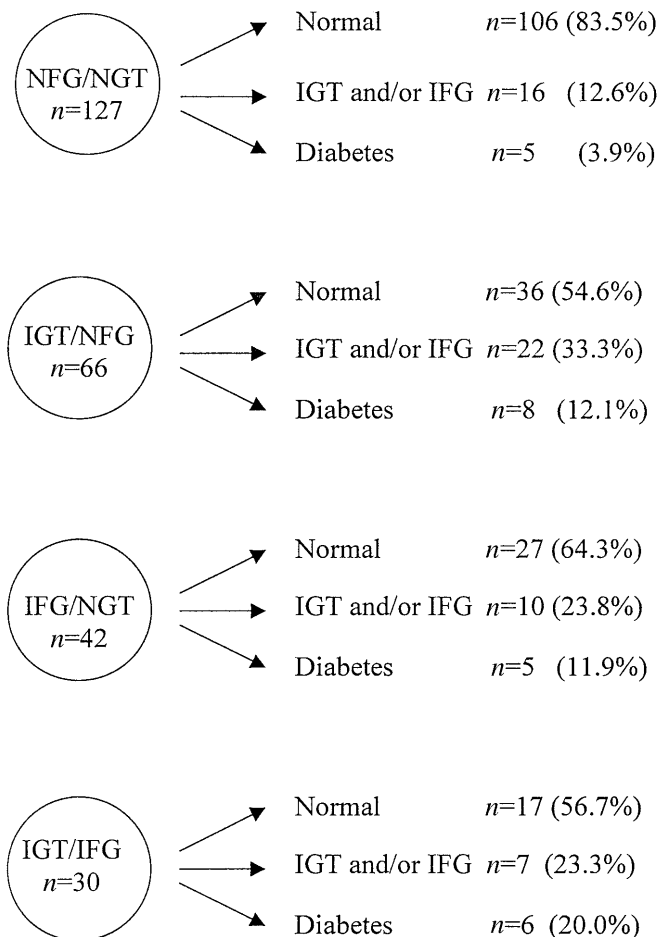 NFG/NGT
n=127
Normal n=106 (83.5%)
IGT and/or IFG n=16 (12.6%)
Diabetes n=5 (3.9%)
IGT/NFG
n=66
Normal n=36 (54.6%)
IGT and/or IFG n=22 (33.3%)
Diabetes n=8 (12.1%)
IFG/NGT
n=42
Normal n=27 (64.3%)
IGT and/or IFG n=10 (23.8%)
Diabetes n=5 (11.9%)
IGT/IFG
n=30
Normal n=17 (56.7%)
IGT and/or IFG n=7 (23.3%)
Diabetes n=6 (20.0%)